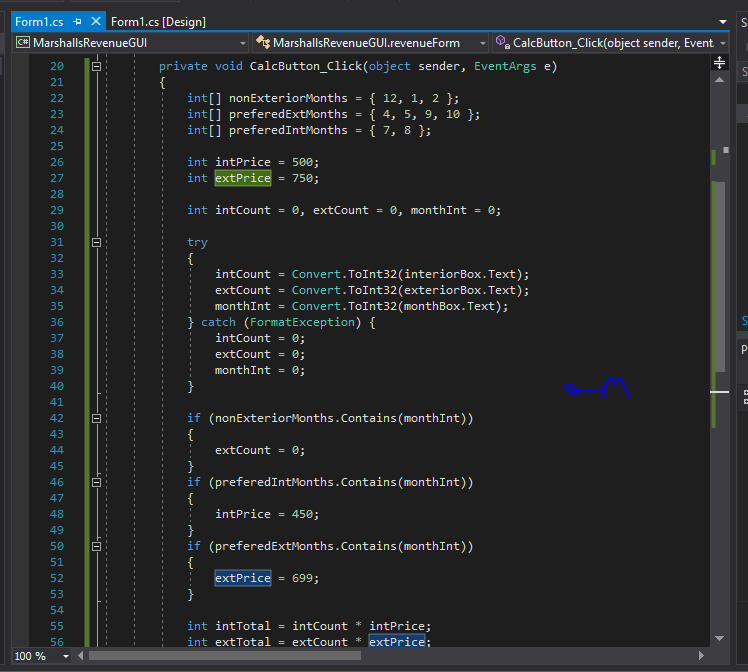 Form1.cs Form1.cs [Design]
MarshallsRevenueGUI MarshallsRevenueGUI.revenueForm CalcButton_Click(object sender, Event
20 private void CalcButton_Click(object sender, EventArgs e)
21 {
22 int[] nonExteriorMonths = { 12, 1, 2 };
23 int[] preferedExtMonths = { 4, 5, 9, 10 };
24 int[] preferedIntMonths = { 7, 8 };
25
26 int intPrice = 500;
27 int extPrice = 750;
28
29 int intCount = 0, extCount = 0, monthInt = 0;
30
31 try
32 {
33 intCount = Convert.ToInt32(interiorBox.Text);
34 extCount = Convert.ToInt32(exteriorBox.Text);
35 monthInt = Convert.ToInt32(monthBox.Text);
36 } catch (FormatException) {
37 intCount = 0;
38 extCount = 0;
39 monthInt = 0;
40 }
41
42 if (nonExteriorMonths.Contains(monthInt))
43 {
44 extCount = 0;
45 }
46 if (preferedIntMonths.Contains(monthInt))
47 {
48 intPrice = 450;
49 }
50 if (preferedExtMonths.Contains(monthInt))
51 {
52 extPrice = 699;
53 }
54
55 int intTotal = intCount * intPrice;
56 int extTotal = extCount * extPrice;
100 %